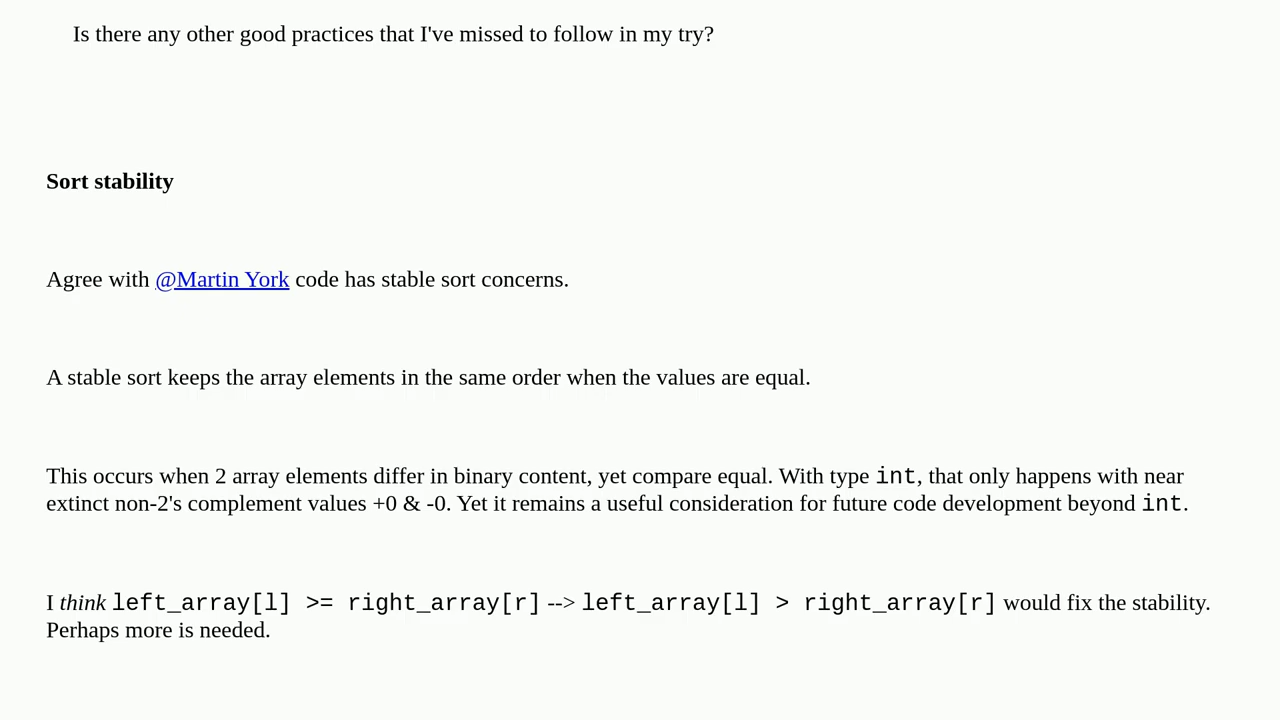 Is there any other good practices that I've missed to follow in my try?
Sort stability
Agree with @Martin York code has stable sort concerns.
A stable sort keeps the array elements in the same order when the values are equal.
This occurs when 2 array elements differ in binary content, yet compare equal. With type int, that only happens with near
extinct non-2's complement values +0 & -0. Yet it remains a useful consideration for future code development beyond int.
I think left_array[l] >= right_array[r] --> left_array[l] > right_array[r] would fix the stability.
Perhaps more is needed.